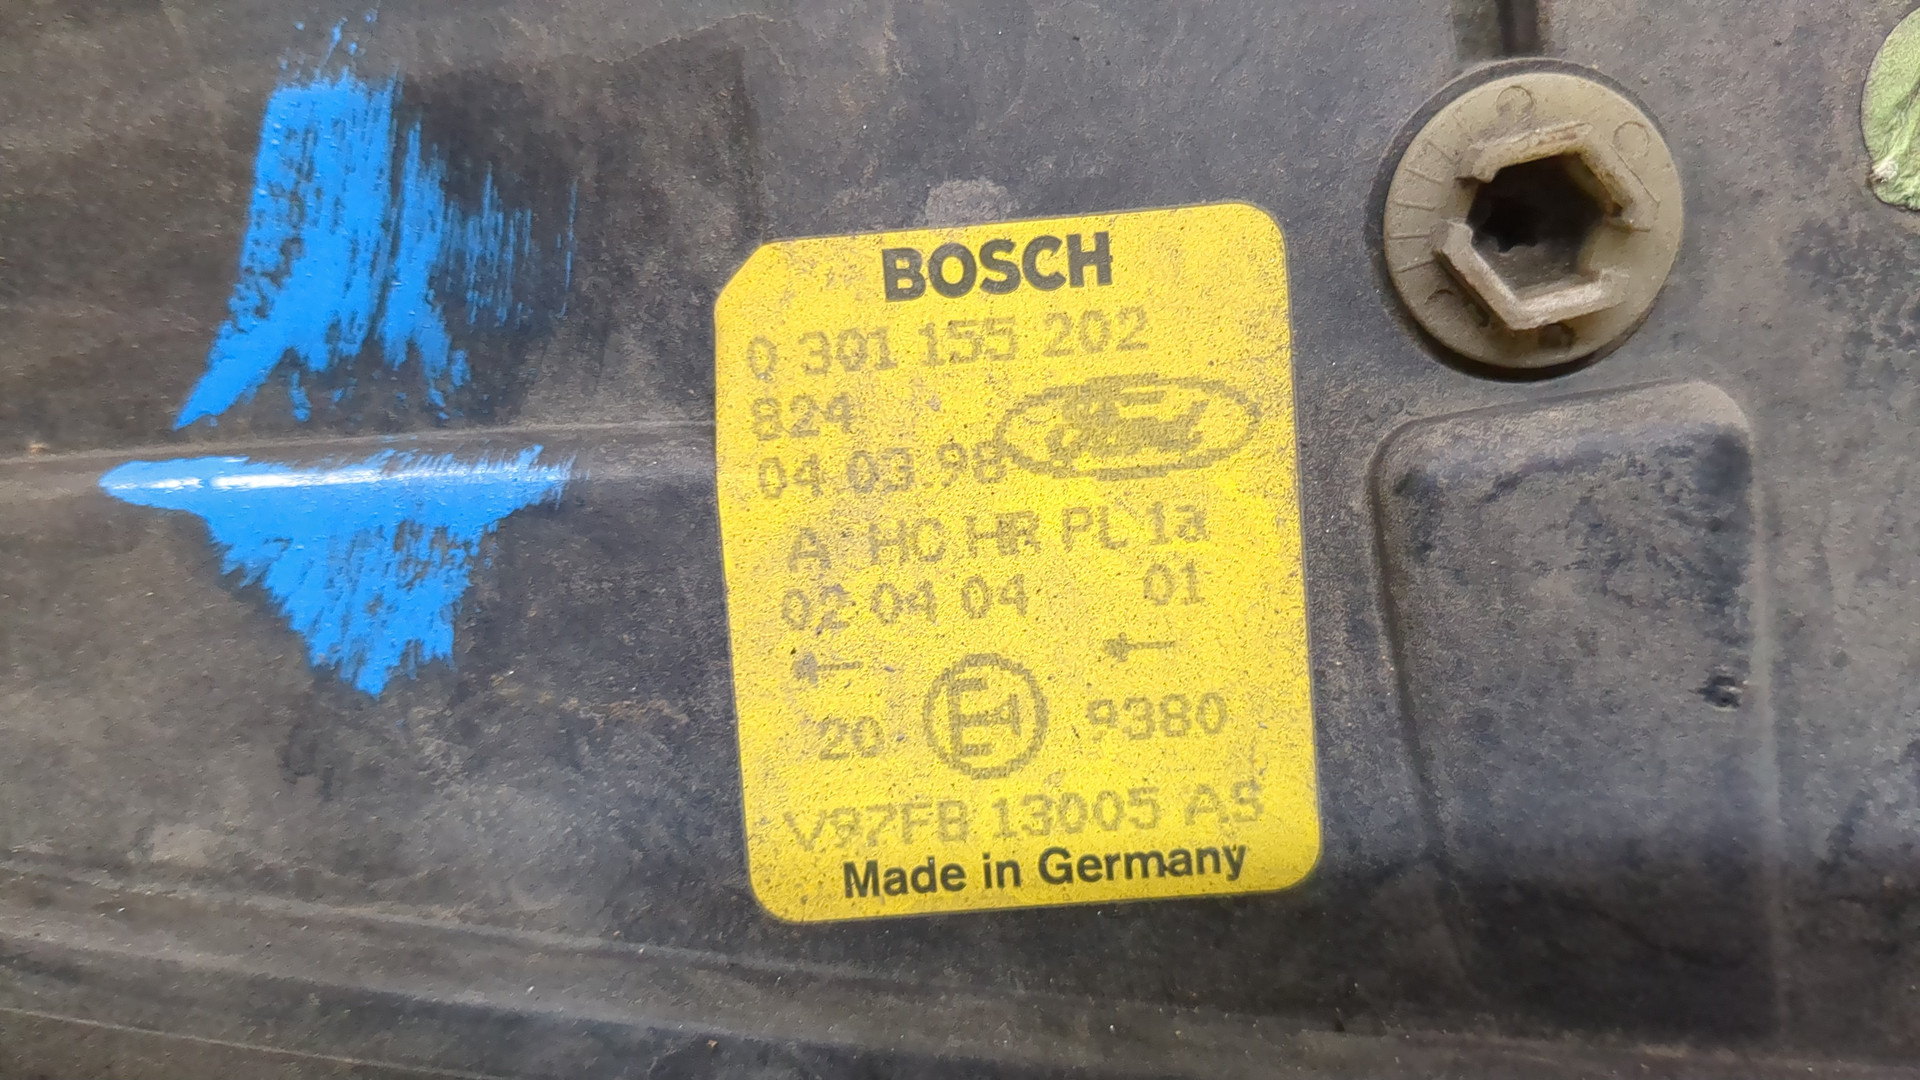 BOSCH
0 301 155 202
824
04.03.98
A HC HR PL 1a
02 04 04 01
20 E1 9380
V97FB 13005 AS
Made in Germany